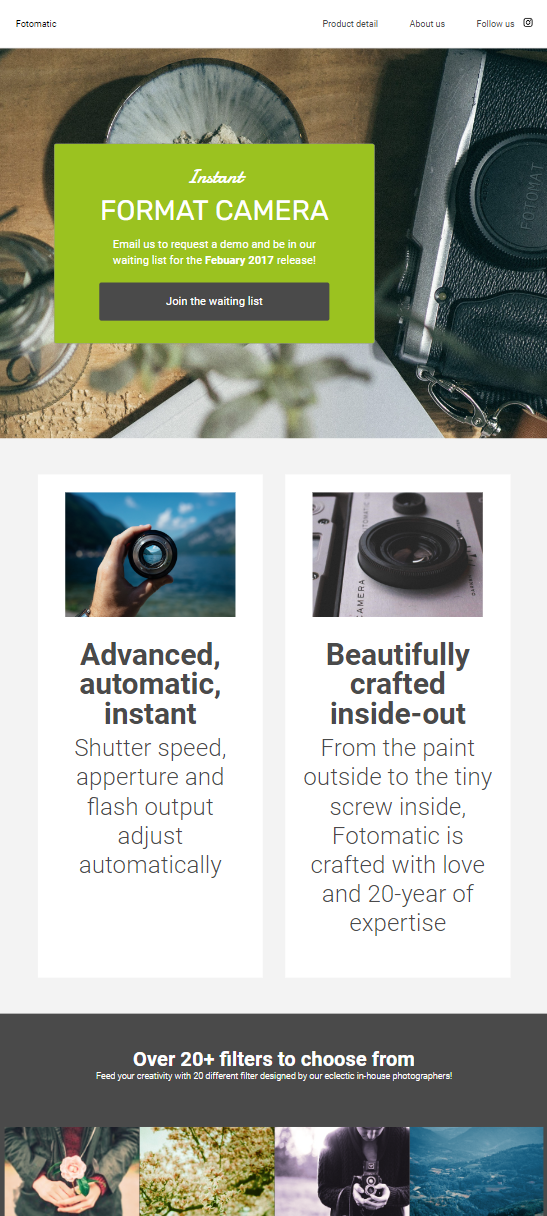 Fotomatic
Product detail
About us
Follow us
Instant
FORMAT CAMERA
Email us to request a demo and be in our
waiting list for the Febuary 2017 release!
Join the waiting list
FOTOMAT
Advanced,
automatic,
instant
Shutter speed,
apperture and
flash output
adjust
automatically
CAMERA
Beautifully
crafted
inside-out
From the paint
outside to the tiny
screw inside,
Fotomatic is
crafted with love
and 20-year of
expertise
Over 20+ filters to choose from
Feed your creativity with 20 different filter designed by our eclectic in-house photographers!